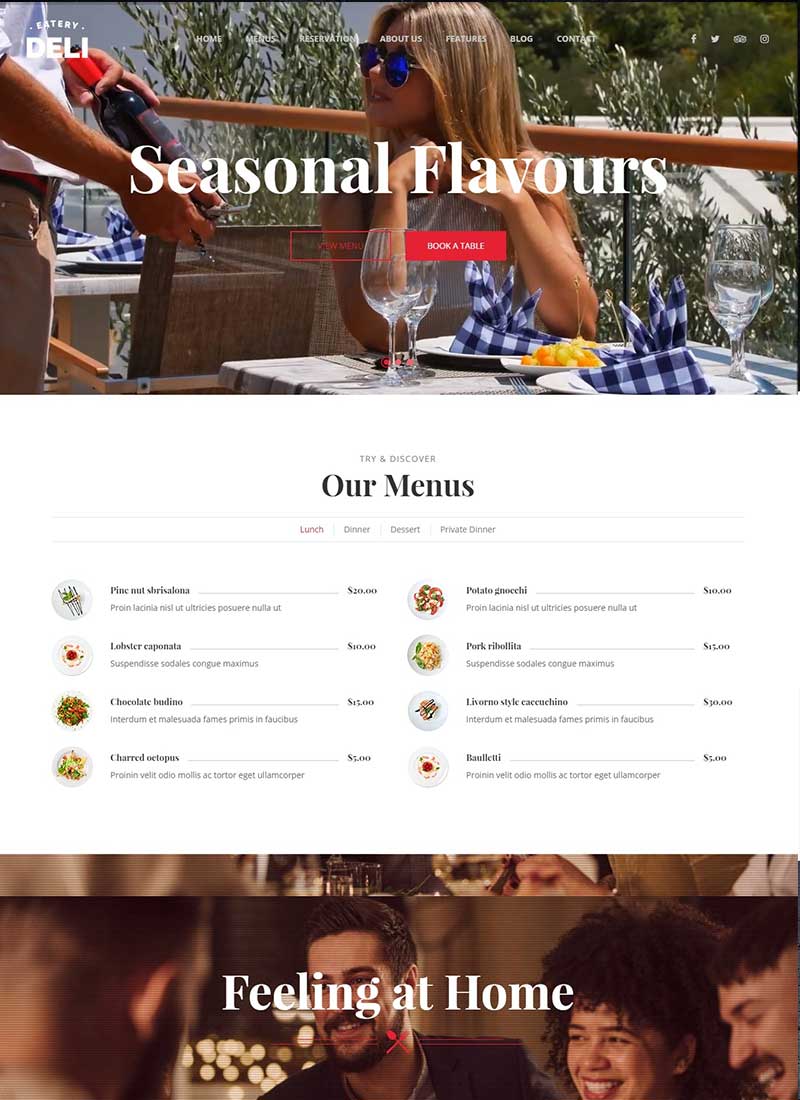 · EATERY ·
DELI
HOME MENUS RESERVATION ABOUT US FEATURES BLOG CONTACT
Seasonal Flavours
VIEW MENU BOOK A TABLE
TRY & DISCOVER
Our Menus
Lunch Dinner Dessert Private Dinner
Pine nut sbrisalona $20.00
Proin lacinia nisl ut ultricies posuere nulla ut
Potato gnocchi $10.00
Proin lacinia nisl ut ultricies posuere nulla ut
Lobster caponata $10.00
Suspendisse sodales congue maximus
Pork ribollita $15.00
Suspendisse sodales congue maximus
Chocolate budino $15.00
Interdum et malesuada fames primis in faucibus
Livorno style caccuchino $30.00
Interdum et malesuada fames primis in faucibus
Charred octopus $5.00
Proinin velit odio mollis ac tortor eget ullamcorper
Baulletti $5.00
Proinin velit odio mollis ac tortor eget ullamcorper
Feeling at Home